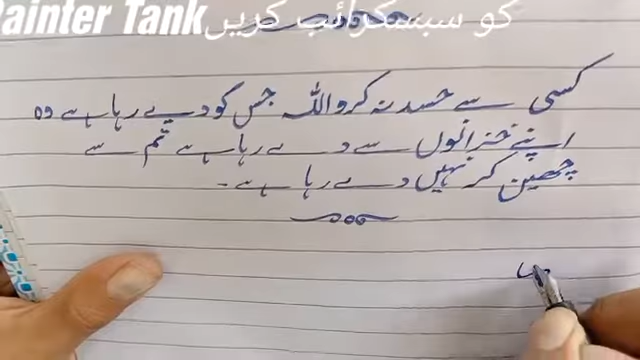 Painter Tank کو سبسکرائب کریں
کسی سے حسد نہ کرو اللہ جس کو دے رہا ہے وہ
اپنے خزانوں سے دے رہا ہے تم سے
چھین کر نہیں دے رہا ہے۔